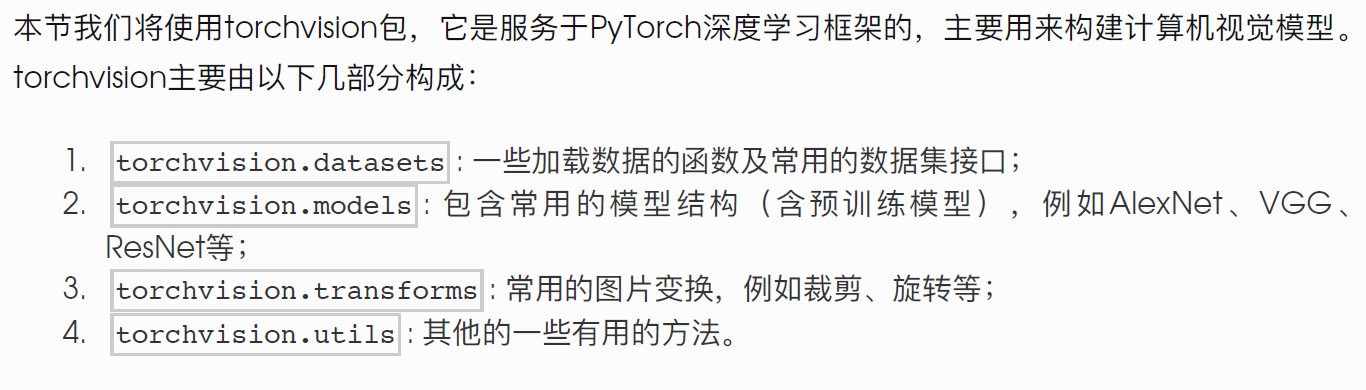 本节我们将使用torchvision包，它是服务于PyTorch深度学习框架的，主要用来构建计算机视觉模型。
torchvision主要由以下几部分构成：
1. torchvision.datasets：一些加载数据的函数及常用的数据集接口；
2. torchvision.models：包含常用的模型结构（含预训练模型），例如AlexNet、VGG、
ResNet等；
3. torchvision.transforms：常用的图片变换，例如裁剪、旋转等；
4. torchvision.utils：其他的一些有用的方法。